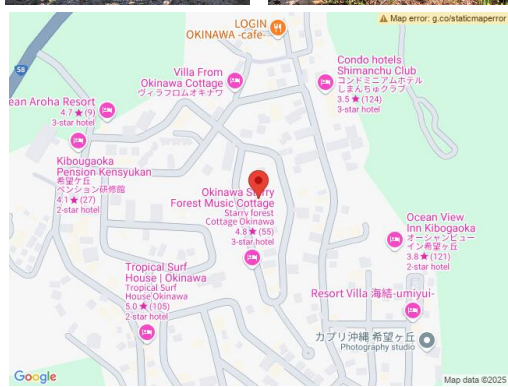 Map error: g.co/staticmaperror
LOGIN
OKINAWA -cafe-
58
Villa From
Okinawa Cottage
ヴィラフロムオキナワ
Condo hotels
Shimanchu Club
コンドミニアムホテル
しまんちゅクラブ
3.5 ★ (124)
3-star hotel
ean Aroha Resort
4.7 ★ (9)
3-star hotel
Kibougaoka
Pension Kensyukan
希望ケ丘
ペンション研修館
4.1 ★ (27)
2-star hotel
Okinawa St rry
Forest Music Cottage
Starry forest
Cottage Okinawa
4.8 ★ (55)
3-star hotel
Ocean View
Inn Kibogaoka
オーシャンビュー
イン希望ヶ丘
3.8 ★ (121)
2-star hotel
Tropical Surf
House | Okinawa
Tropical Surf
House Okinawa
5.0 ★ (105)
2-star hotel
Resort Villa 海結-umiyui-
カプリ沖縄 希望ヶ丘
Photography studio
Google
Map data ©2025